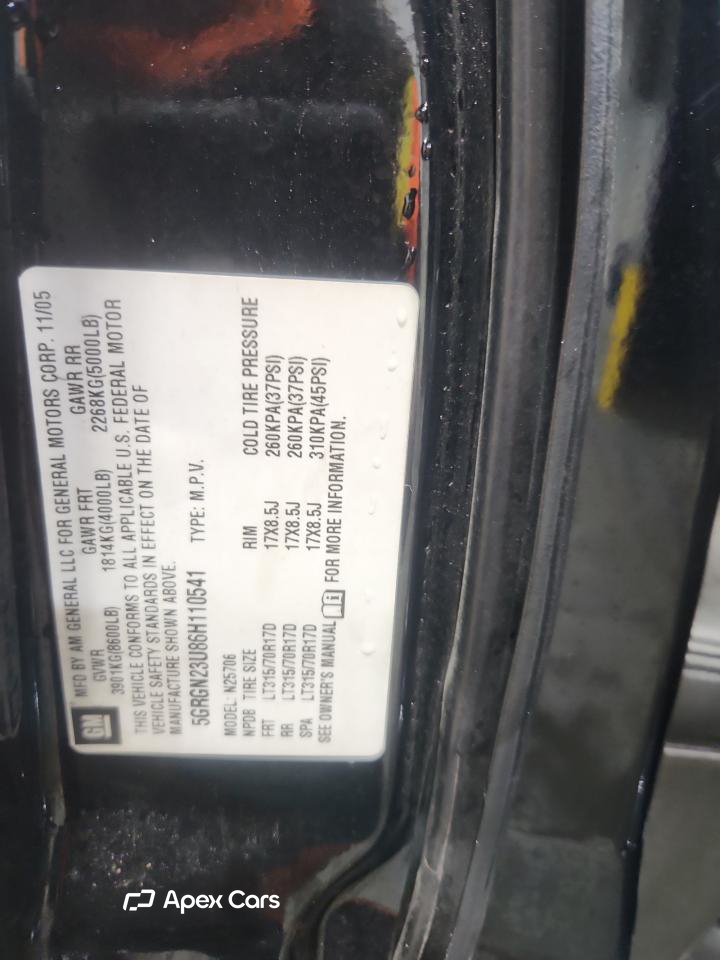 GM
MFD BY AM GENERAL LLC FOR GENERAL MOTORS CORP. 11/05
GVWR GAWR FRT GAWR RR
3901KG(8600LB) 1814KG(4000LB) 2268KG(5000LB)
THIS VEHICLE CONFORMS TO ALL APPLICABLE U.S. FEDERAL MOTOR
VEHICLE SAFETY STANDARDS IN EFFECT ON THE DATE OF
MANUFACTURE SHOWN ABOVE.
5GRGN23U86H110541 TYPE: M.P.V.
MODEL: N25706
NPDB TIRE SIZE RIM COLD TIRE PRESSURE
FRT LT315/70R17D 17X8.5J 260KPA(37PSI)
RR LT315/70R17D 17X8.5J 260KPA(37PSI)
SPA LT315/70R17D 17X8.5J 310KPA(45PSI)
SEE OWNER'S MANUAL i FOR MORE INFORMATION.
Apex Cars